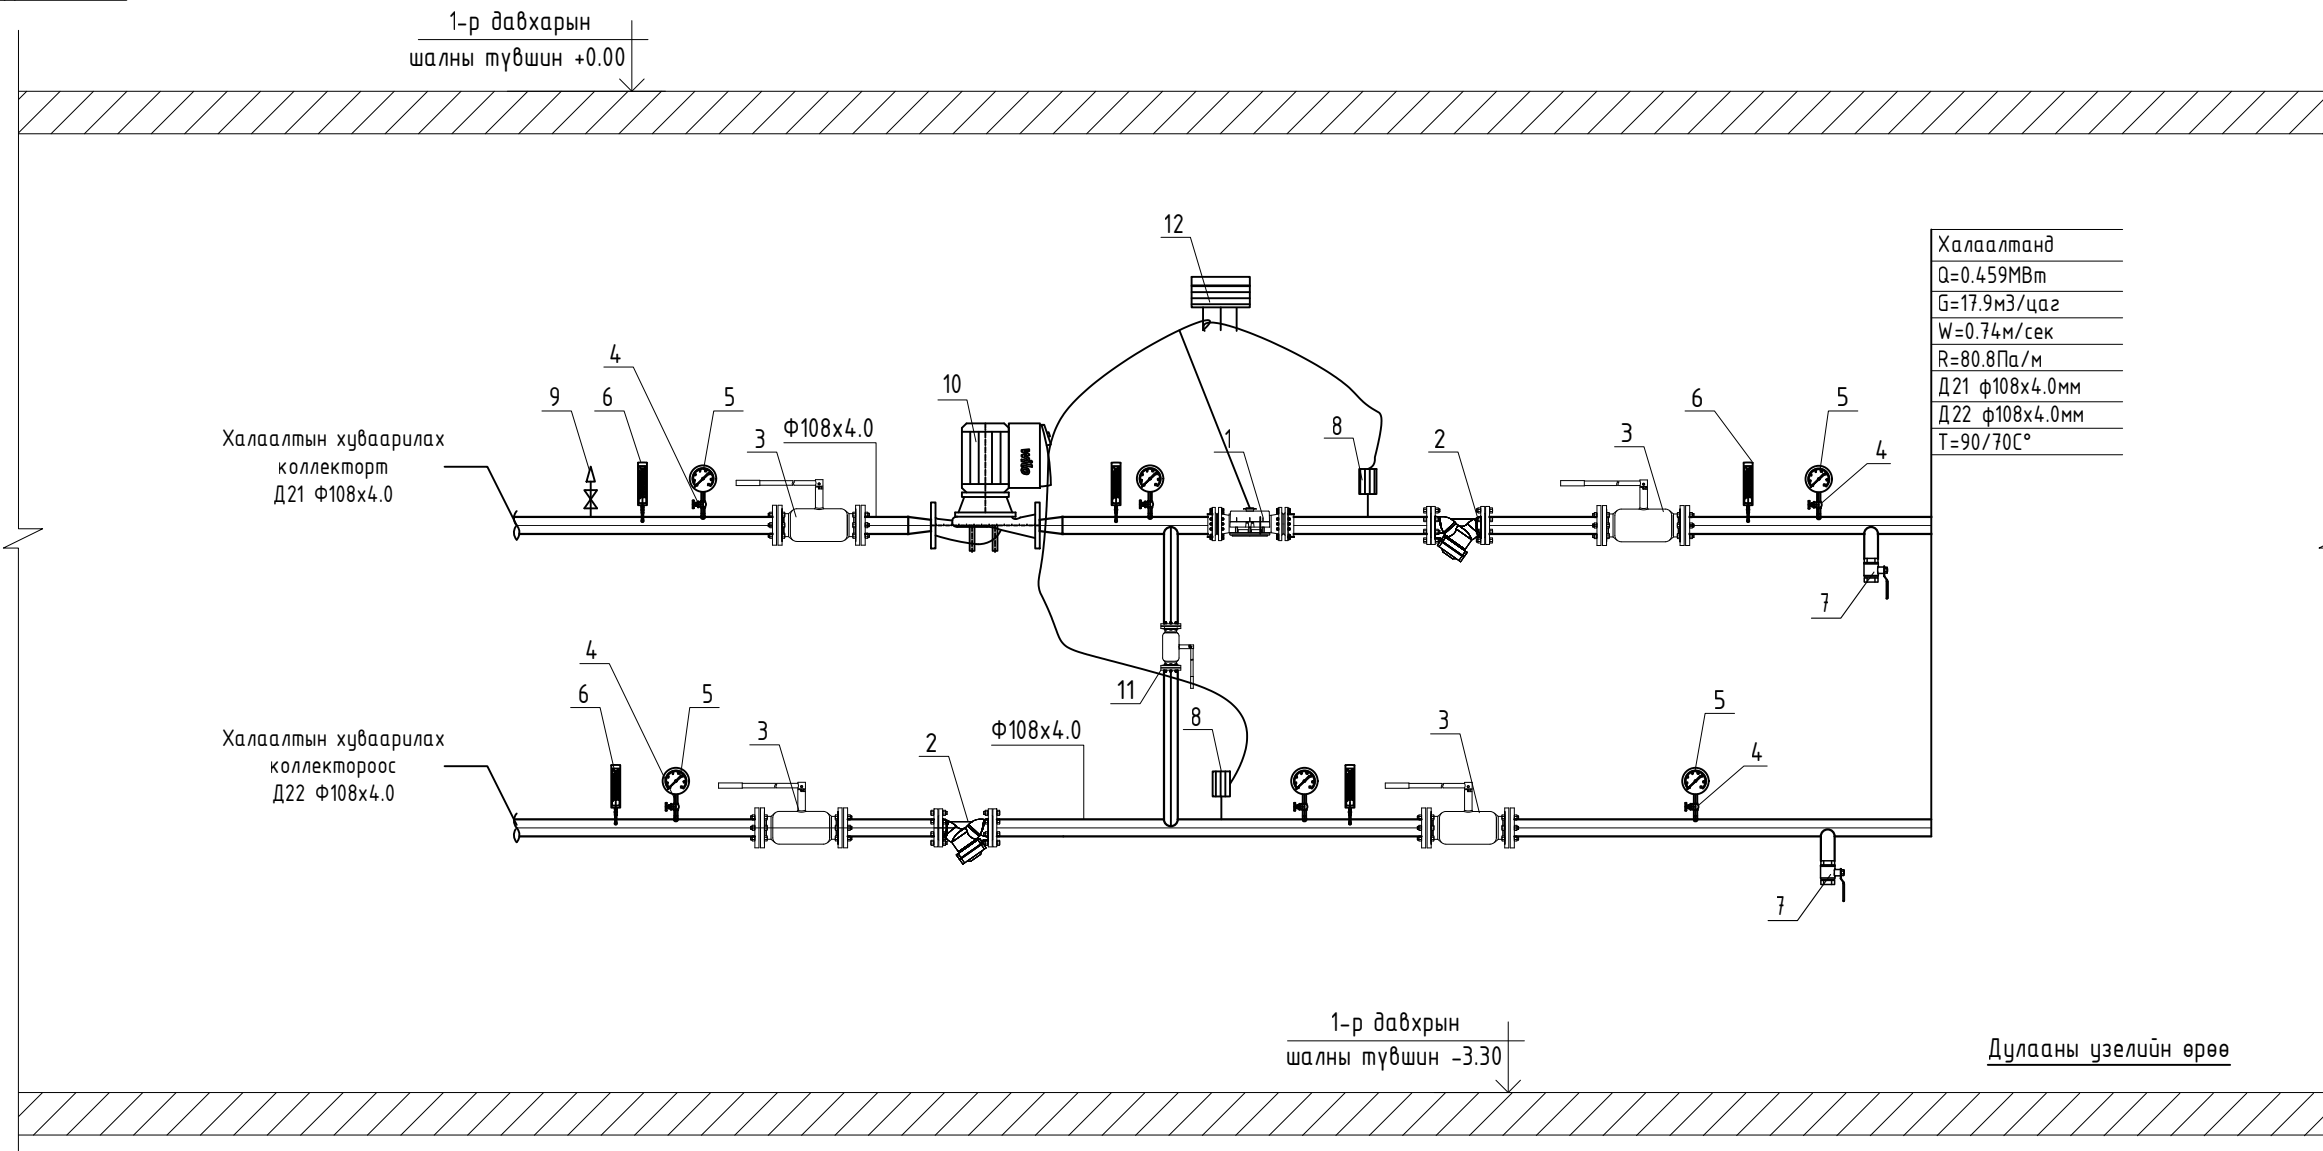 1-р давхарын
шалны түвшин +0.00
12
Халаалтанд
Q=0.459МВт
G=17.9м3/цаг
W=0.74м/сек
R=80.8Па/м
Д21 ф108х4.0мм
Д22 ф108х4.0мм
T=90/70C°
4
9
6
5
3
Ф108х4.0
10
wilo
1
8
2
3
6
5
4
Халаалтын хуваарилах
коллекторт
Д21 Ф108х4.0
7
4
6
5
3
2
Ф108х4.0
11
8
3
5
4
Халаалтын хуваарилах
коллектороос
Д22 Ф108х4.0
7
1-р давхрын
шалны түвшин -3.30
Дулааны узелийн өрөө